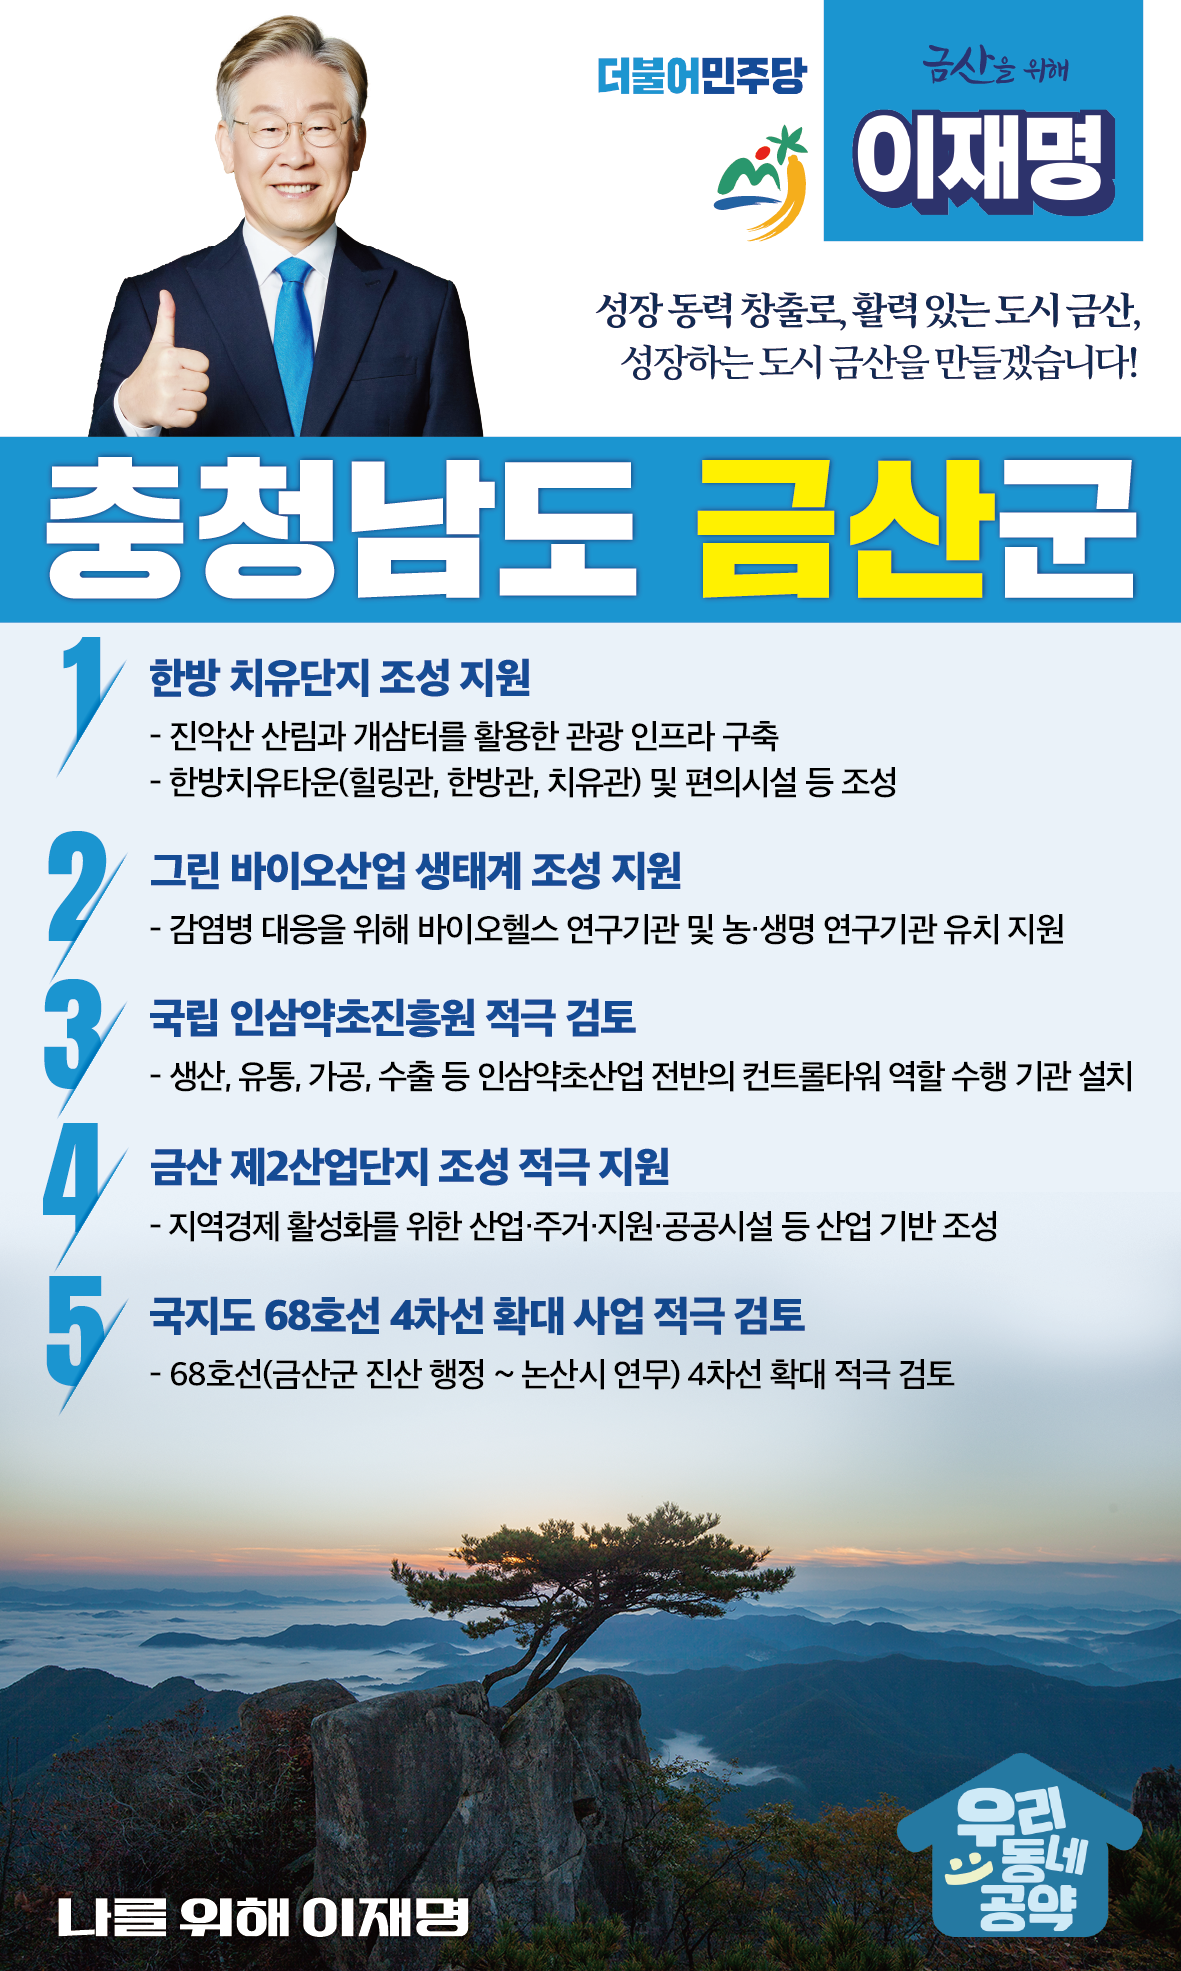 더불어민주당
금산을 위해
이재명
성장 동력 창출로, 활력 있는 도시 금산,
성장하는 도시 금산을 만들겠습니다!
충청남도 금산군
1 한방 치유단지 조성 지원
- 진악산 산림과 개삼터를 활용한 관광 인프라 구축
- 한방치유타운(힐링관, 한방관, 치유관) 및 편의시설 등 조성
2 그린 바이오산업 생태계 조성 지원
- 감염병 대응을 위해 바이오헬스 연구기관 및 농·생명 연구기관 유치 지원
3 국립 인삼약초진흥원 적극 검토
- 생산, 유통, 가공, 수출 등 인삼약초산업 전반의 컨트롤타워 역할 수행 기관 설치
4 금산 제2산업단지 조성 적극 지원
- 지역경제 활성화를 위한 산업·주거·지원·공공시설 등 산업 기반 조성
5 국지도 68호선 4차선 확대 사업 적극 검토
- 68호선(금산군 진산 행정 ~ 논산시 연무) 4차선 확대 적극 검토
우리
동네
공약
나를 위해 이재명